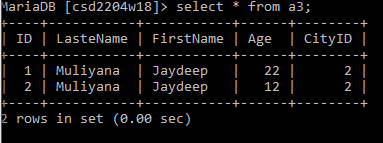 MariaDB [csd2204w18]> select * from a3;
+----+-----------+-----------+------+--------+
| ID | LasteName | FirstName | Age | CityID |
+----+-----------+-----------+------+--------+
| 1 | Muliyana | Jaydeep | 22 | 2 |
| 2 | Muliyana | Jaydeep | 12 | 2 |
+----+-----------+-----------+------+--------+
2 rows in set (0.00 sec)